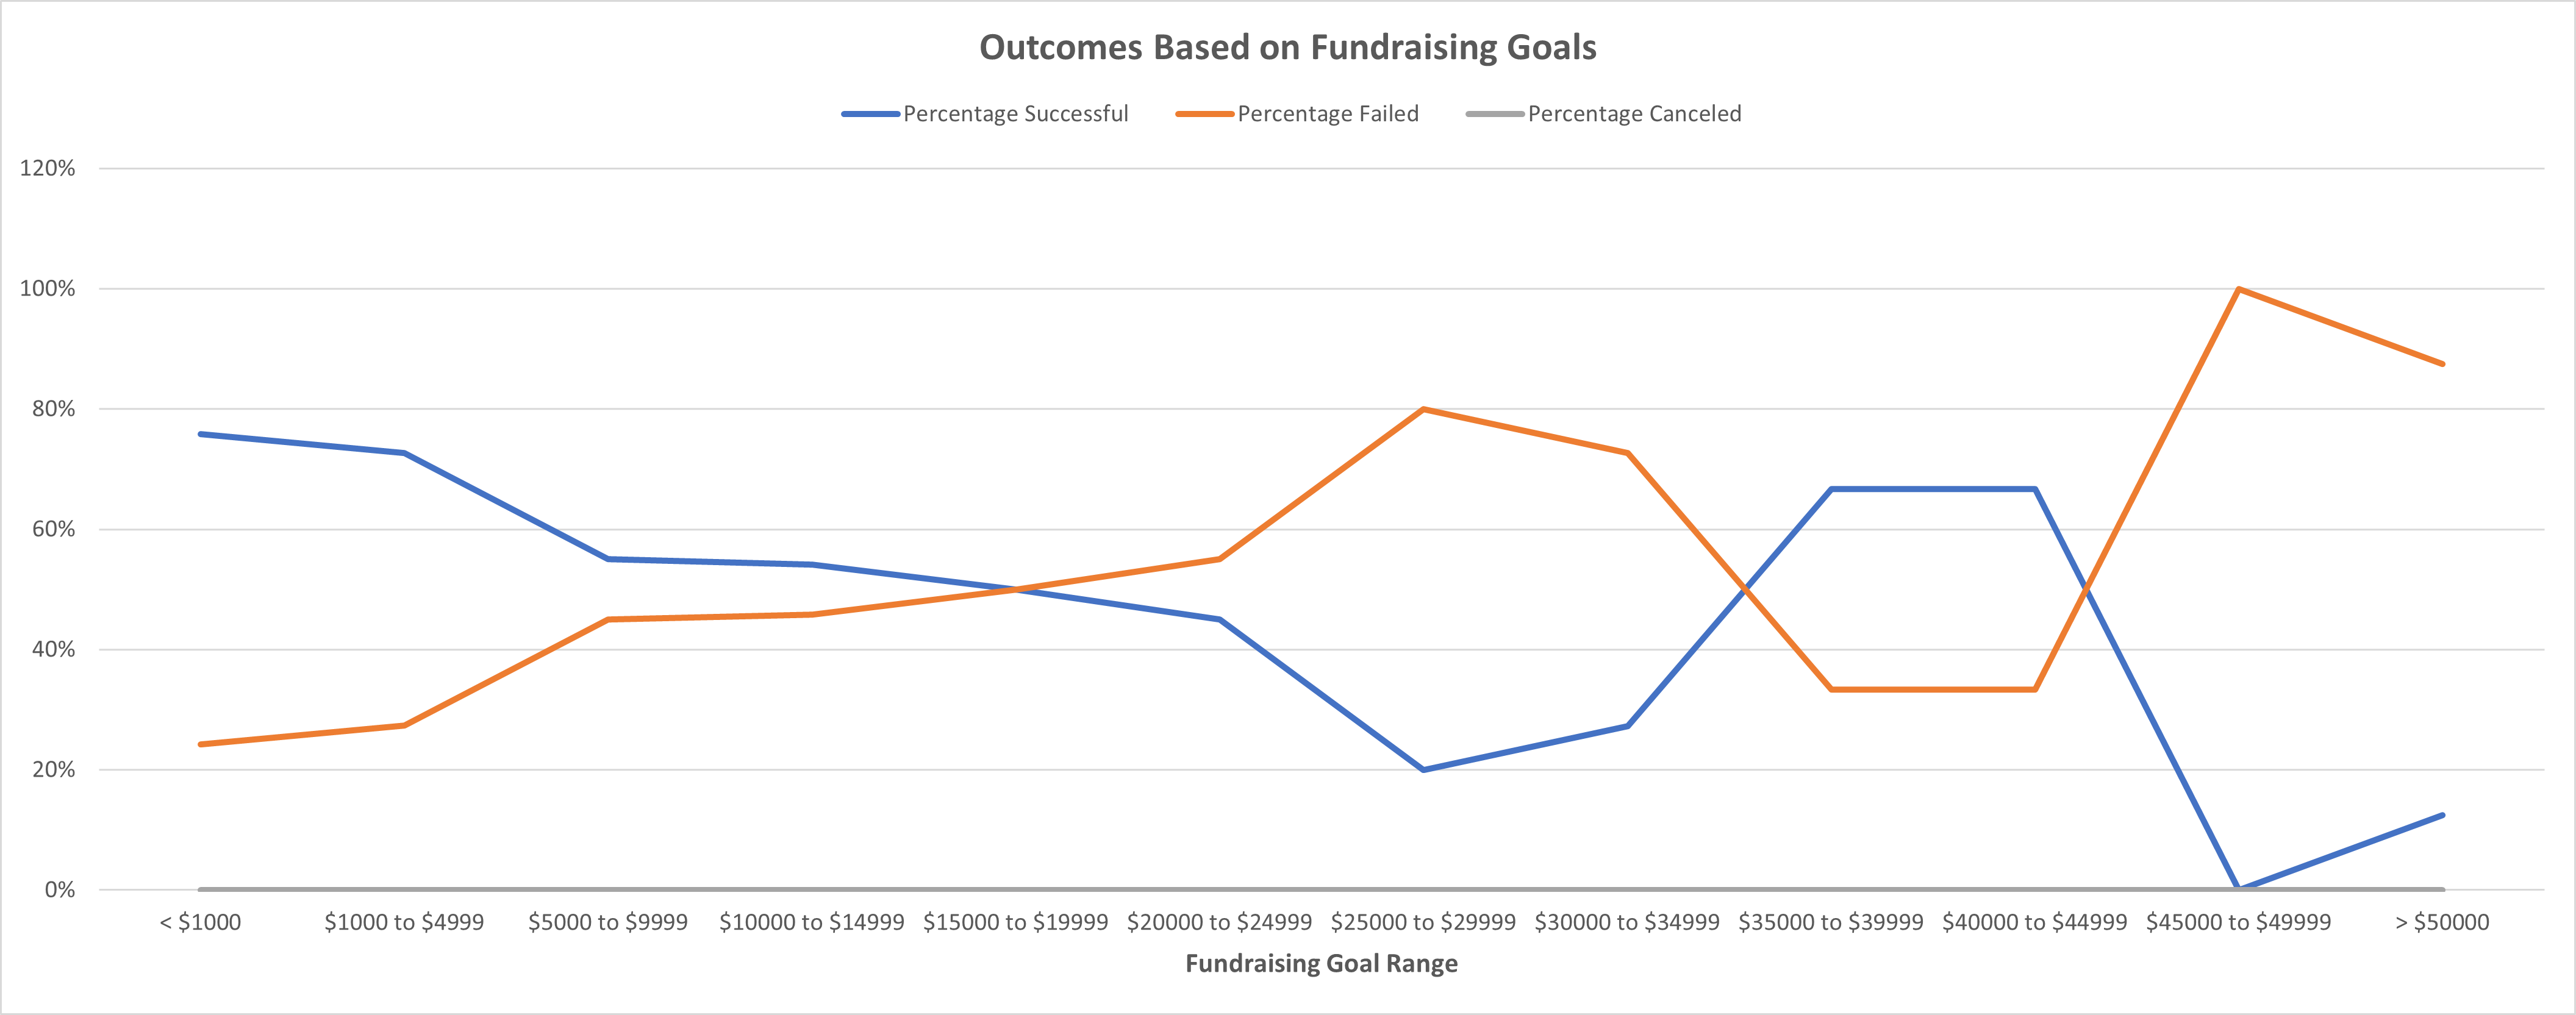 Outcomes Based on Fundraising Goals
Percentage Successful Percentage Failed Percentage Canceled
120%
100%
80%
60%
40%
20%
0%
< $1000 $1000 to $4999 $5000 to $9999 $10000 to $14999 $15000 to $19999 $20000 to $24999 $25000 to $29999 $30000 to $34999 $35000 to $39999 $40000 to $44999 $45000 to $49999 > $50000
Fundraising Goal Range